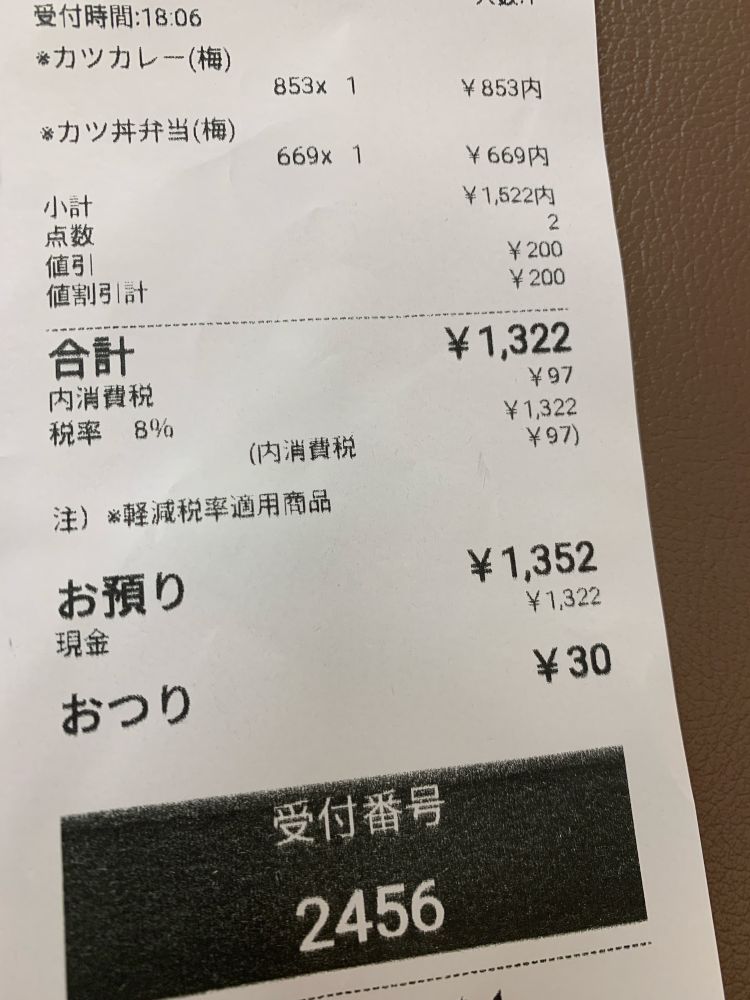 受付時間:18:06
※カツカレー(梅)
853x 1 ¥853内
※カツ丼弁当(梅)
669x 1 ¥669内
小計 ¥1,522内
点数 2
値引 ¥200
値割引計 ¥200
合計 ¥1,322
内消費税 ¥97
税率 8% ¥1,322
(内消費税 ¥97)
注) ※軽減税率適用商品
お預り ¥1,352
現金 ¥1,322
おつり ¥30
受付番号
2456